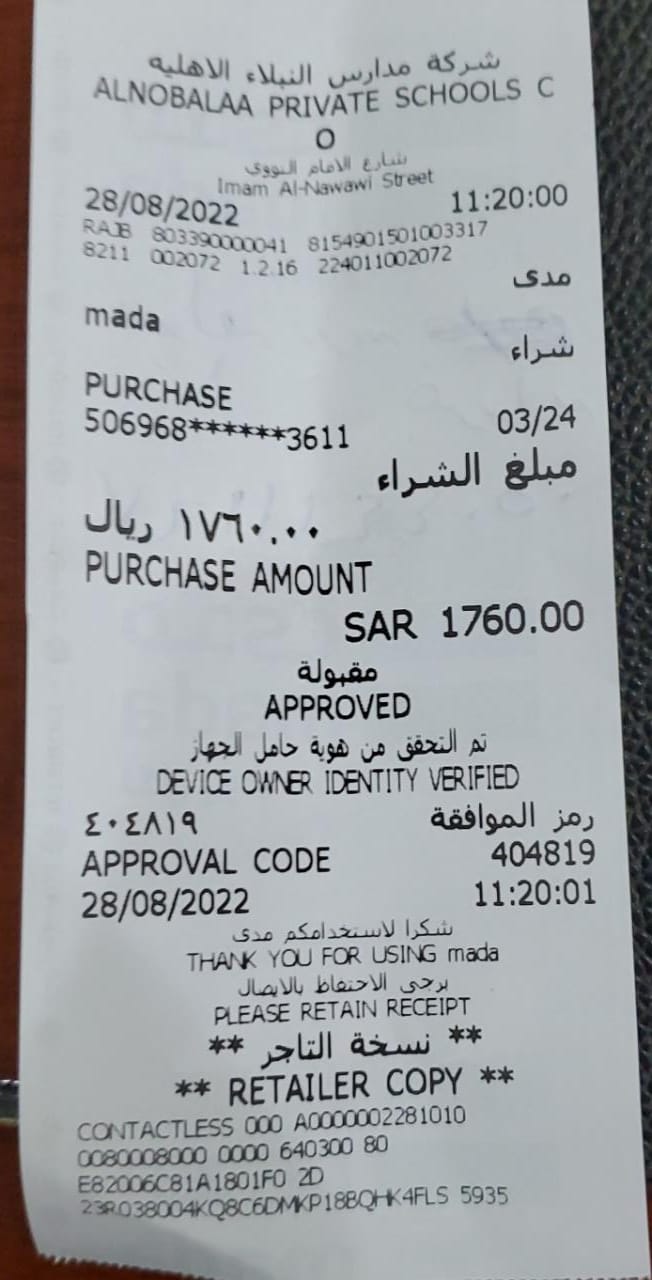 شركة مدارس النبلاء الاهليه
ALNOBALAA PRIVATE SCHOOLS C
O
شارع الامام النووي
Imam Al-Nawawi Street
28/08/2022 11:20:00
RAJB 803390000041 8154901501003317
8211 002072 1.2.16 224011002072
مدى
mada
شراء
PURCHASE
506968******3611 03/24
مبلغ الشراء
١٧٦٠.٠٠ ريال
PURCHASE AMOUNT
SAR 1760.00
مقبولة
APPROVED
تم التحقق من هوية حامل الجهاز
DEVICE OWNER IDENTITY VERIFIED
رمز الموافقة ٤٠٤٨١٩
APPROVAL CODE 404819
28/08/2022 11:20:01
شكرا لاستخدامكم مدى
THANK YOU FOR USING mada
يرجى الاحتفاظ بالايصال
PLEASE RETAIN RECEIPT
** نسخة التاجر **
** RETAILER COPY **
CONTACTLESS 000 A0000002281010
0080008000 0000 640300 80
E82006C81A1801F0 2D
23R038004KQ8C6DMKP18BQHK4FLS 5935